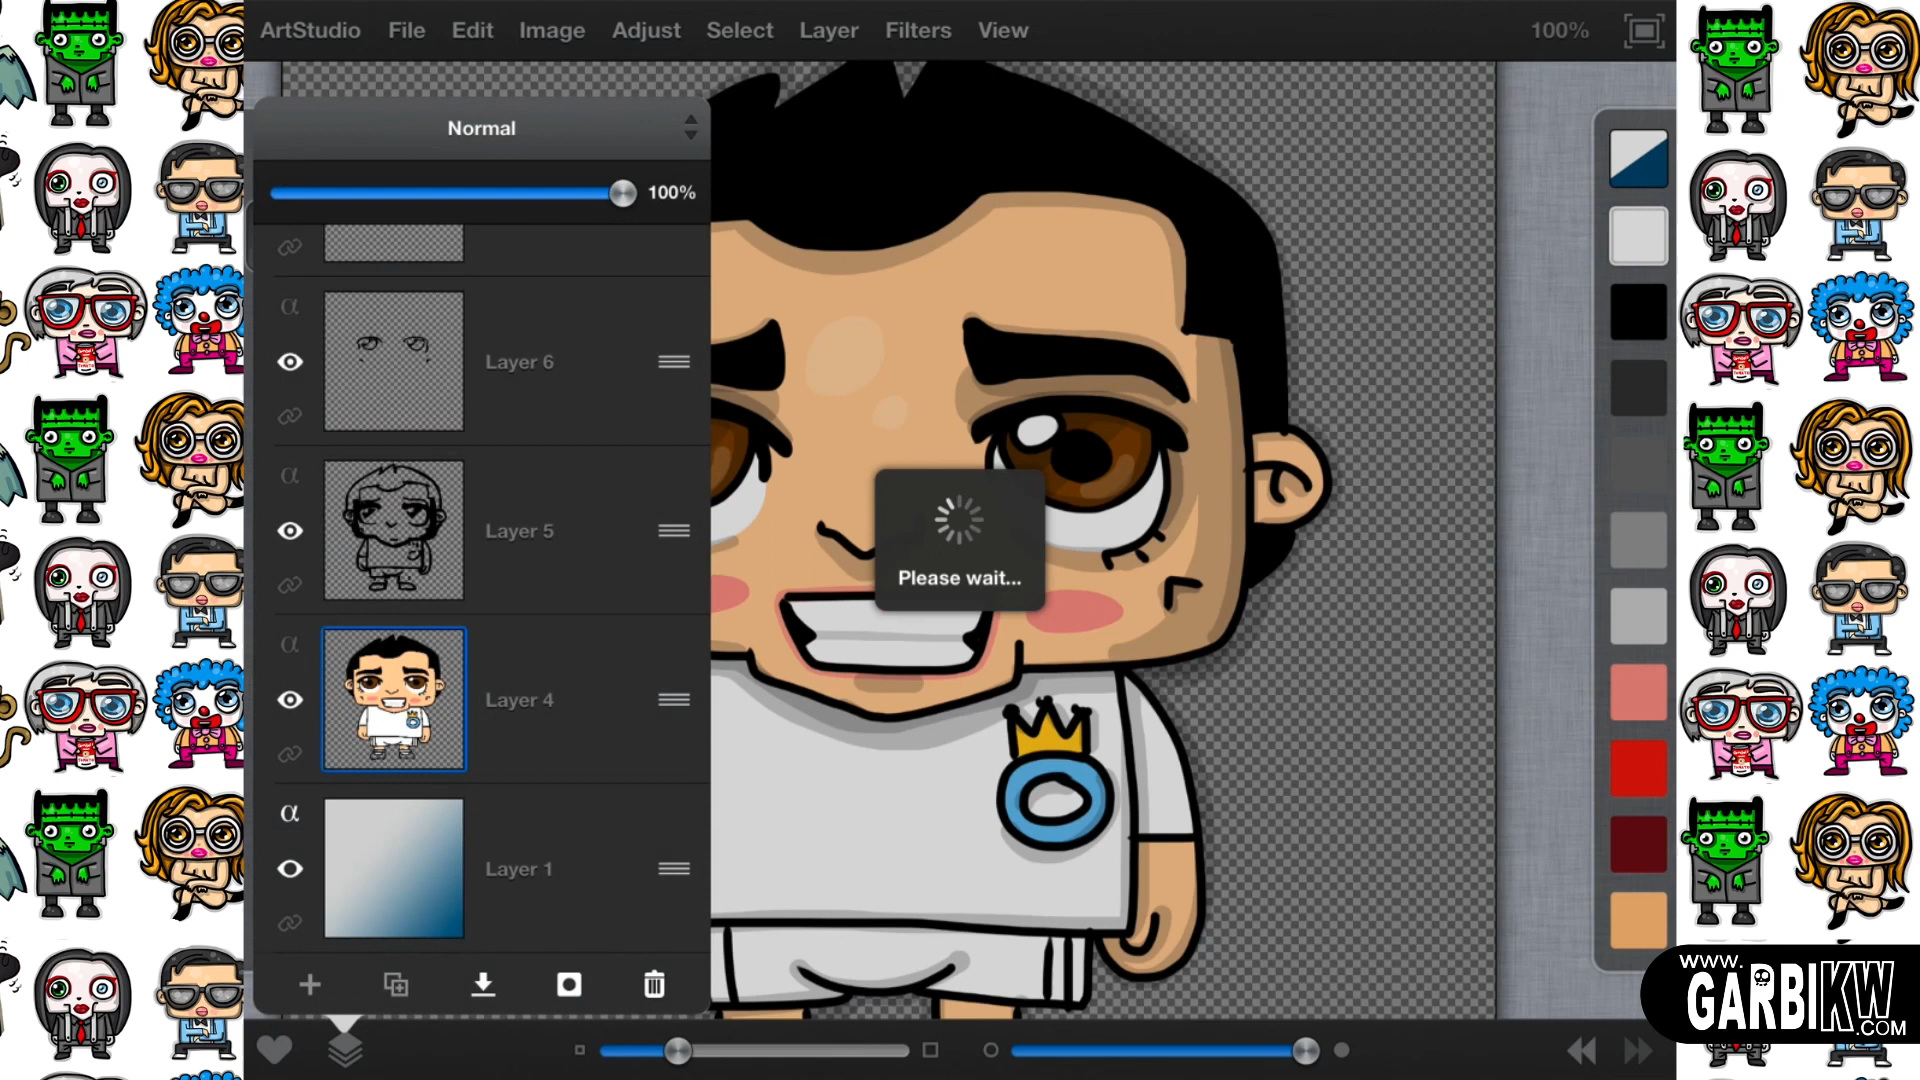 ArtStudio File Edit Image Adjust Select Layer Filters View 100%
Normal
100%
α
Layer 6
α
Layer 5
α
Layer 4
α
Layer 1
Please wait...
WWW.
GARBIKW
.COM